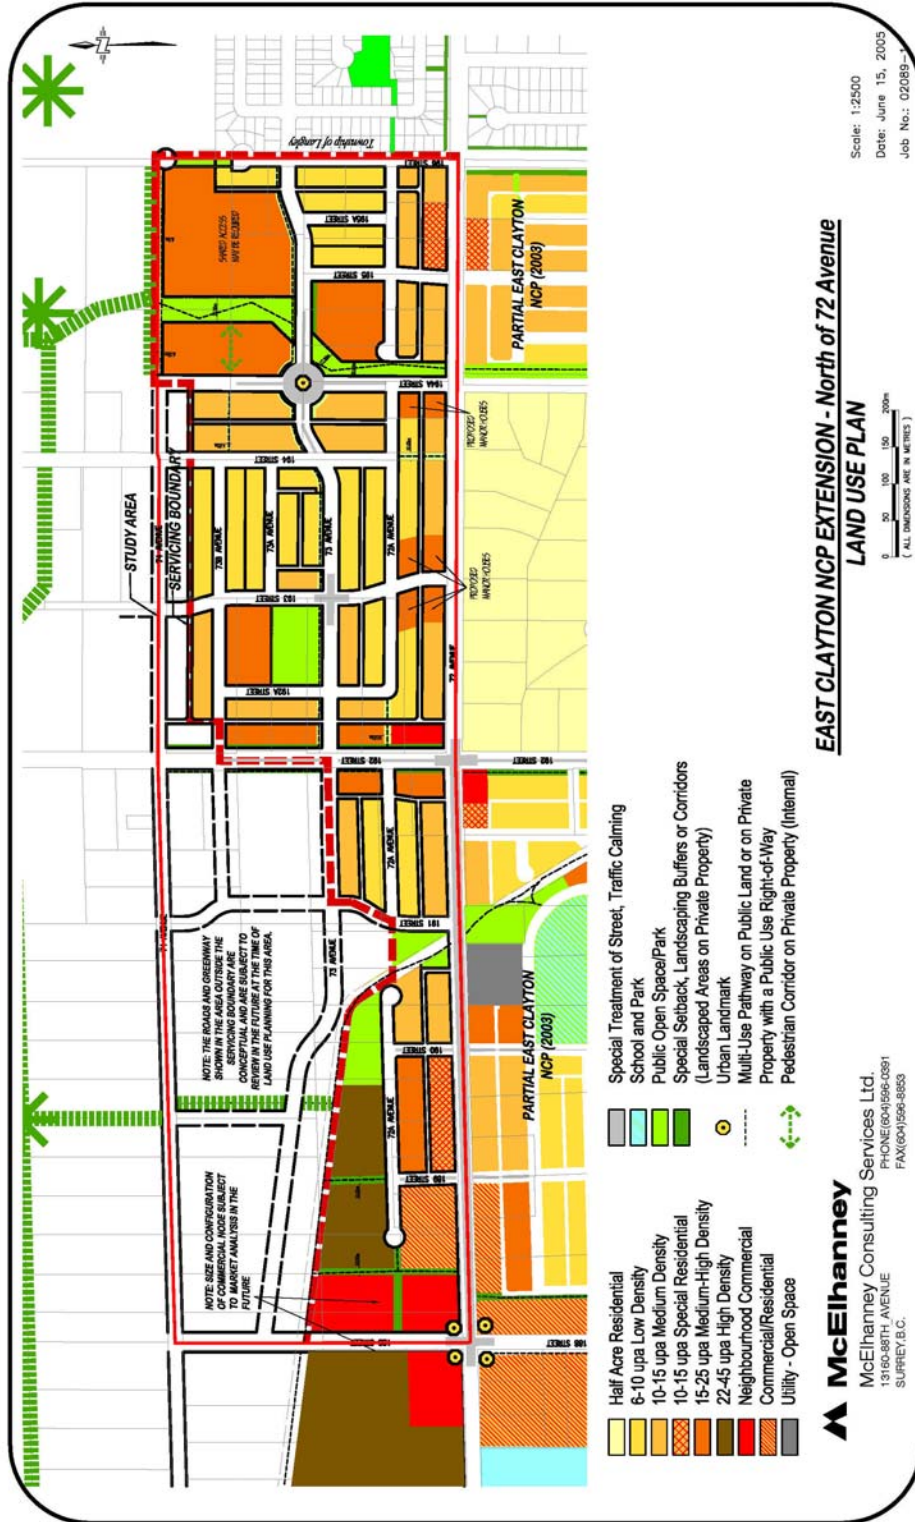 Township of Langley
STUDY AREA
74 AVENUE
SERVICING BOUNDARY
SHARED ACCESS
MAY BE REQUIRED
196 STREET
195A STREET
195 STREET
194A STREET
194 STREET
193 STREET
192A STREET
192 STREET
192 STREET
191 STREET
190 STREET
189 STREET
188 STREET
73B AVENUE
73A AVENUE
73 AVENUE
72A AVENUE
72 AVENUE
74 AVENUE
73 AVENUE
72A AVENUE
72A AVENUE
PROPOSED
MANOR HOUSES
PROPOSED
MANOR HOUSES
NOTE: THE ROADS AND GREENWAY
SHOWN IN THE AREA OUTSIDE THE
SERVICING BOUNDARY ARE
CONCEPTUAL AND ARE SUBJECT TO
REVIEW IN THE FUTURE AT THE TIME OF
LAND USE PLANNING FOR THIS AREA.
NOTE: SIZE AND CONFIGURATION
OF COMMERCIAL NODE SUBJECT
TO MARKET ANALYSIS IN THE
FUTURE
PARTIAL EAST CLAYTON
NCP (2003)
PARTIAL EAST CLAYTON
NCP (2003)
Half Acre Residential
6-10 upa Low Density
10-15 upa Medium Density
10-15 upa Special Residential
15-25 upa Medium-High Density
22-45 upa High Density
Neighbourhood Commercial
Commercial/Residential
Utility - Open Space
Special Treatment of Street, Traffic Calming
School and Park
Public Open Space/Park
Special Setback, Landscaping Buffers or Corridors
(Landscaped Areas on Private Property)
Urban Landmark
Multi-Use Pathway on Public Land or on Private
Property with a Public Use Right-of-Way
Pedestrian Corridor on Private Property (Internal)
EAST CLAYTON NCP EXTENSION - North of 72 Avenue
LAND USE PLAN
0 50 100 150 200m
( ALL DIMENSIONS ARE IN METRES )
Scale: 1:2500
Date: June 15, 2005
Job No.: 02089-1
McElhanney
McElhanney Consulting Services Ltd.
13160-88TH AVENUE
SURREY,B.C.
PHONE(604)596-0391
FAX(604)596-8853